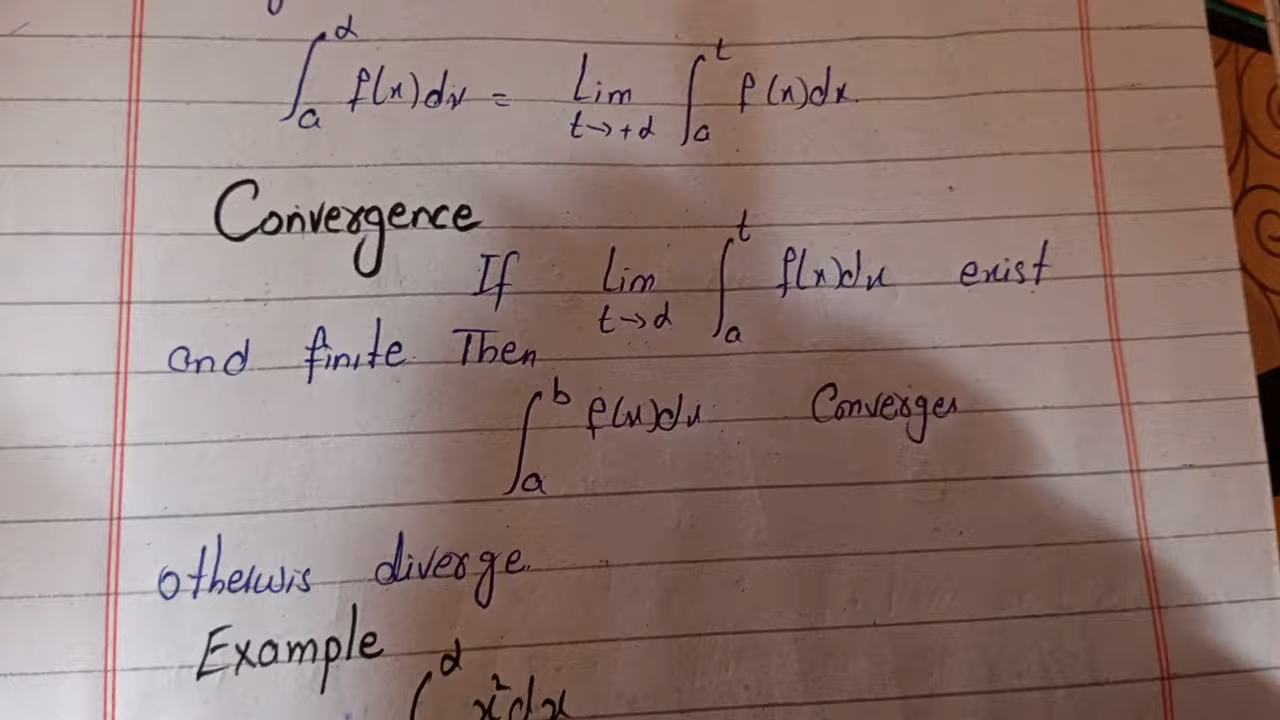 ∫_a^α f(x)dx = Lim_{t→+α} ∫_a^t f(x)dx.
Convergence
If Lim_{t→α} ∫_a^t f(x)dx exist
and finite Then
∫_a^b f(x)dx Converges
otherwis diverge.
Example
∫^α x²dx